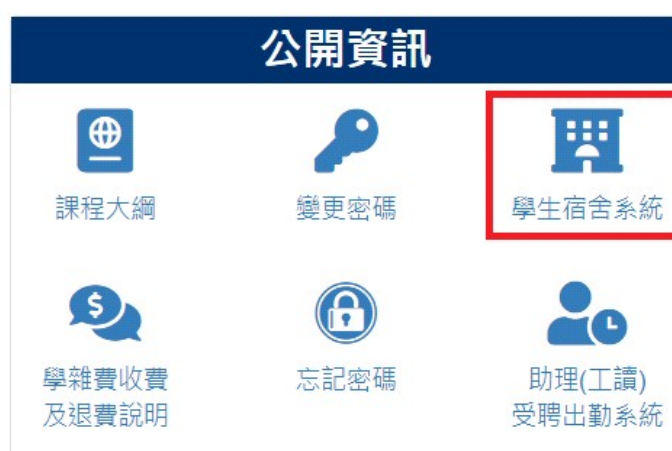 公開資訊
課程大綱
變更密碼
學生宿舍系統
學雜費收費
及退費說明
忘記密碼
助理(工讀)
受聘出勤系統